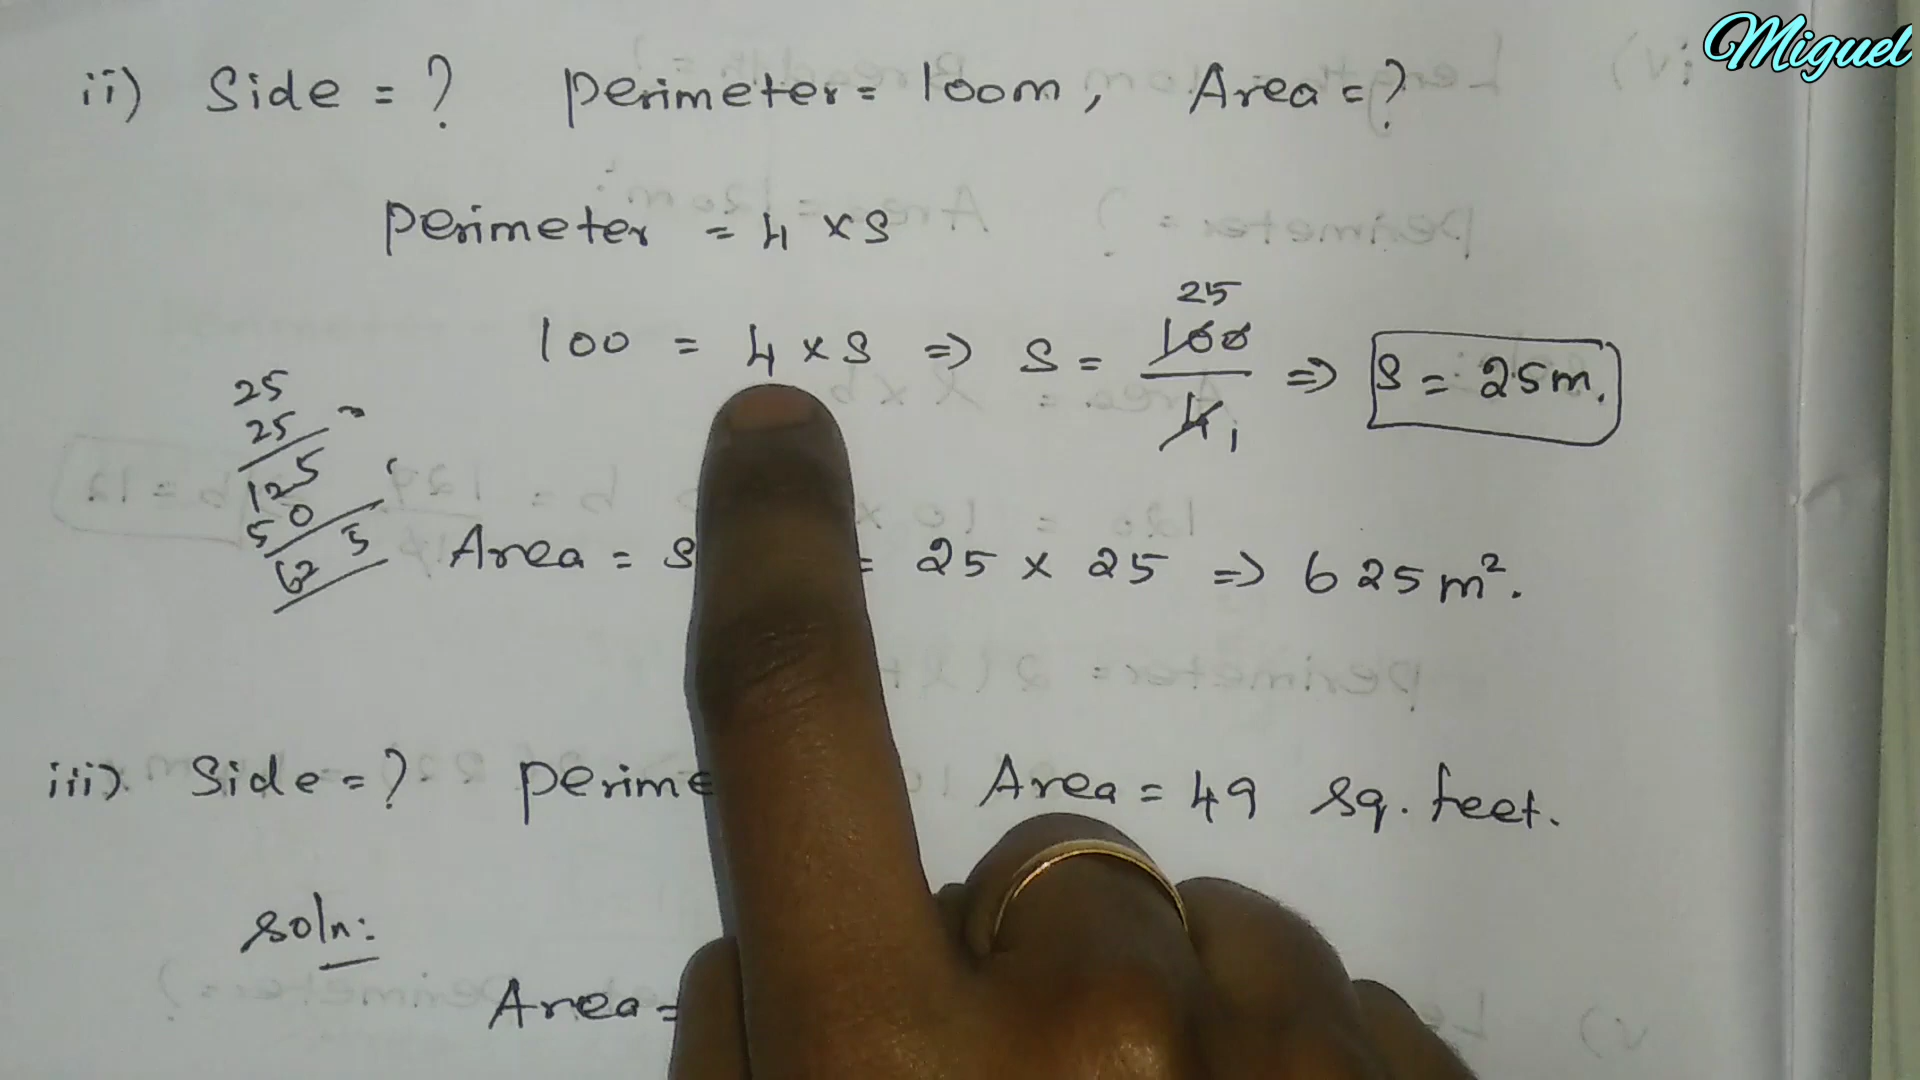 Miguel
ii) Side = ? Perimeter = 100m, Area = ?
Perimeter = 4 × S
100 = 4 × S ⇒ S = 100/4 ⇒ S = 25m.
25
1
25
25
125
50
625
Area = S = 25 × 25 ⇒ 625m².
iii) Side = ? Area = 49 sq. feet.
Soln:
Area =